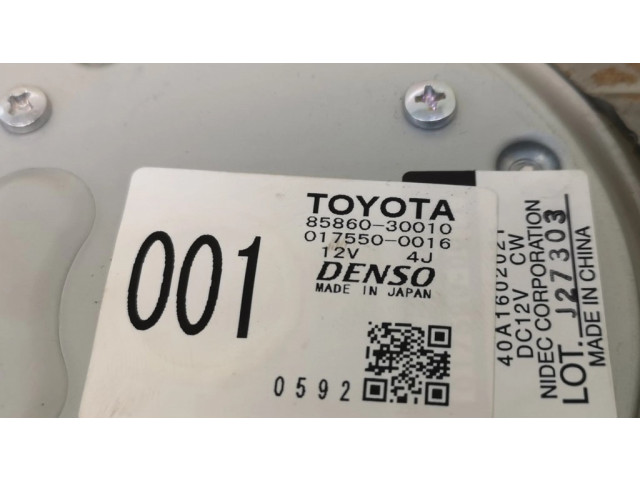 TOYOTA
85860-30010
017550-0016
12V 4J
DENSO
MADE IN JAPAN
001
0592
40A1602021
DC12V CW
NIDEC CORPORATION
LOT. J27303
MADE IN CHINA